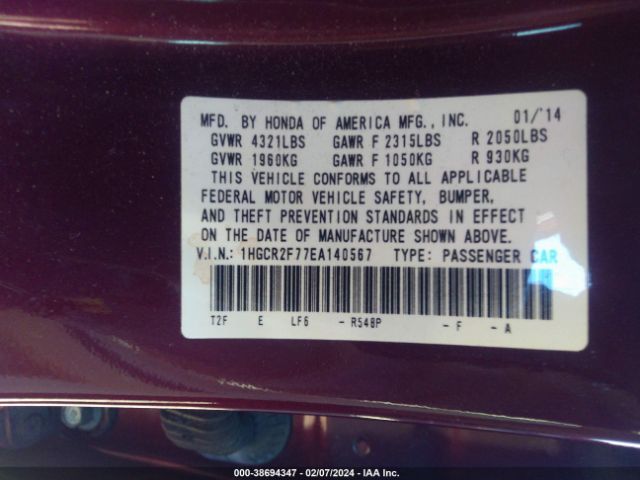 MFD. BY HONDA OF AMERICA MFG., INC. 01/'14
GVWR 4321LBS GAWR F 2315LBS R 2050LBS
GVWR 1960KG GAWR F 1050KG R 930KG
THIS VEHICLE CONFORMS TO ALL APPLICABLE
FEDERAL MOTOR VEHICLE SAFETY, BUMPER,
AND THEFT PREVENTION STANDARDS IN EFFECT
ON THE DATE OF MANUFACTURE SHOWN ABOVE.
V.I.N.: 1HGCR2F77EA140567 TYPE: PASSENGER CAR
T2F E LF6 - R548P - F - A
000-38694347 - 02/07/2024 - IAA Inc.